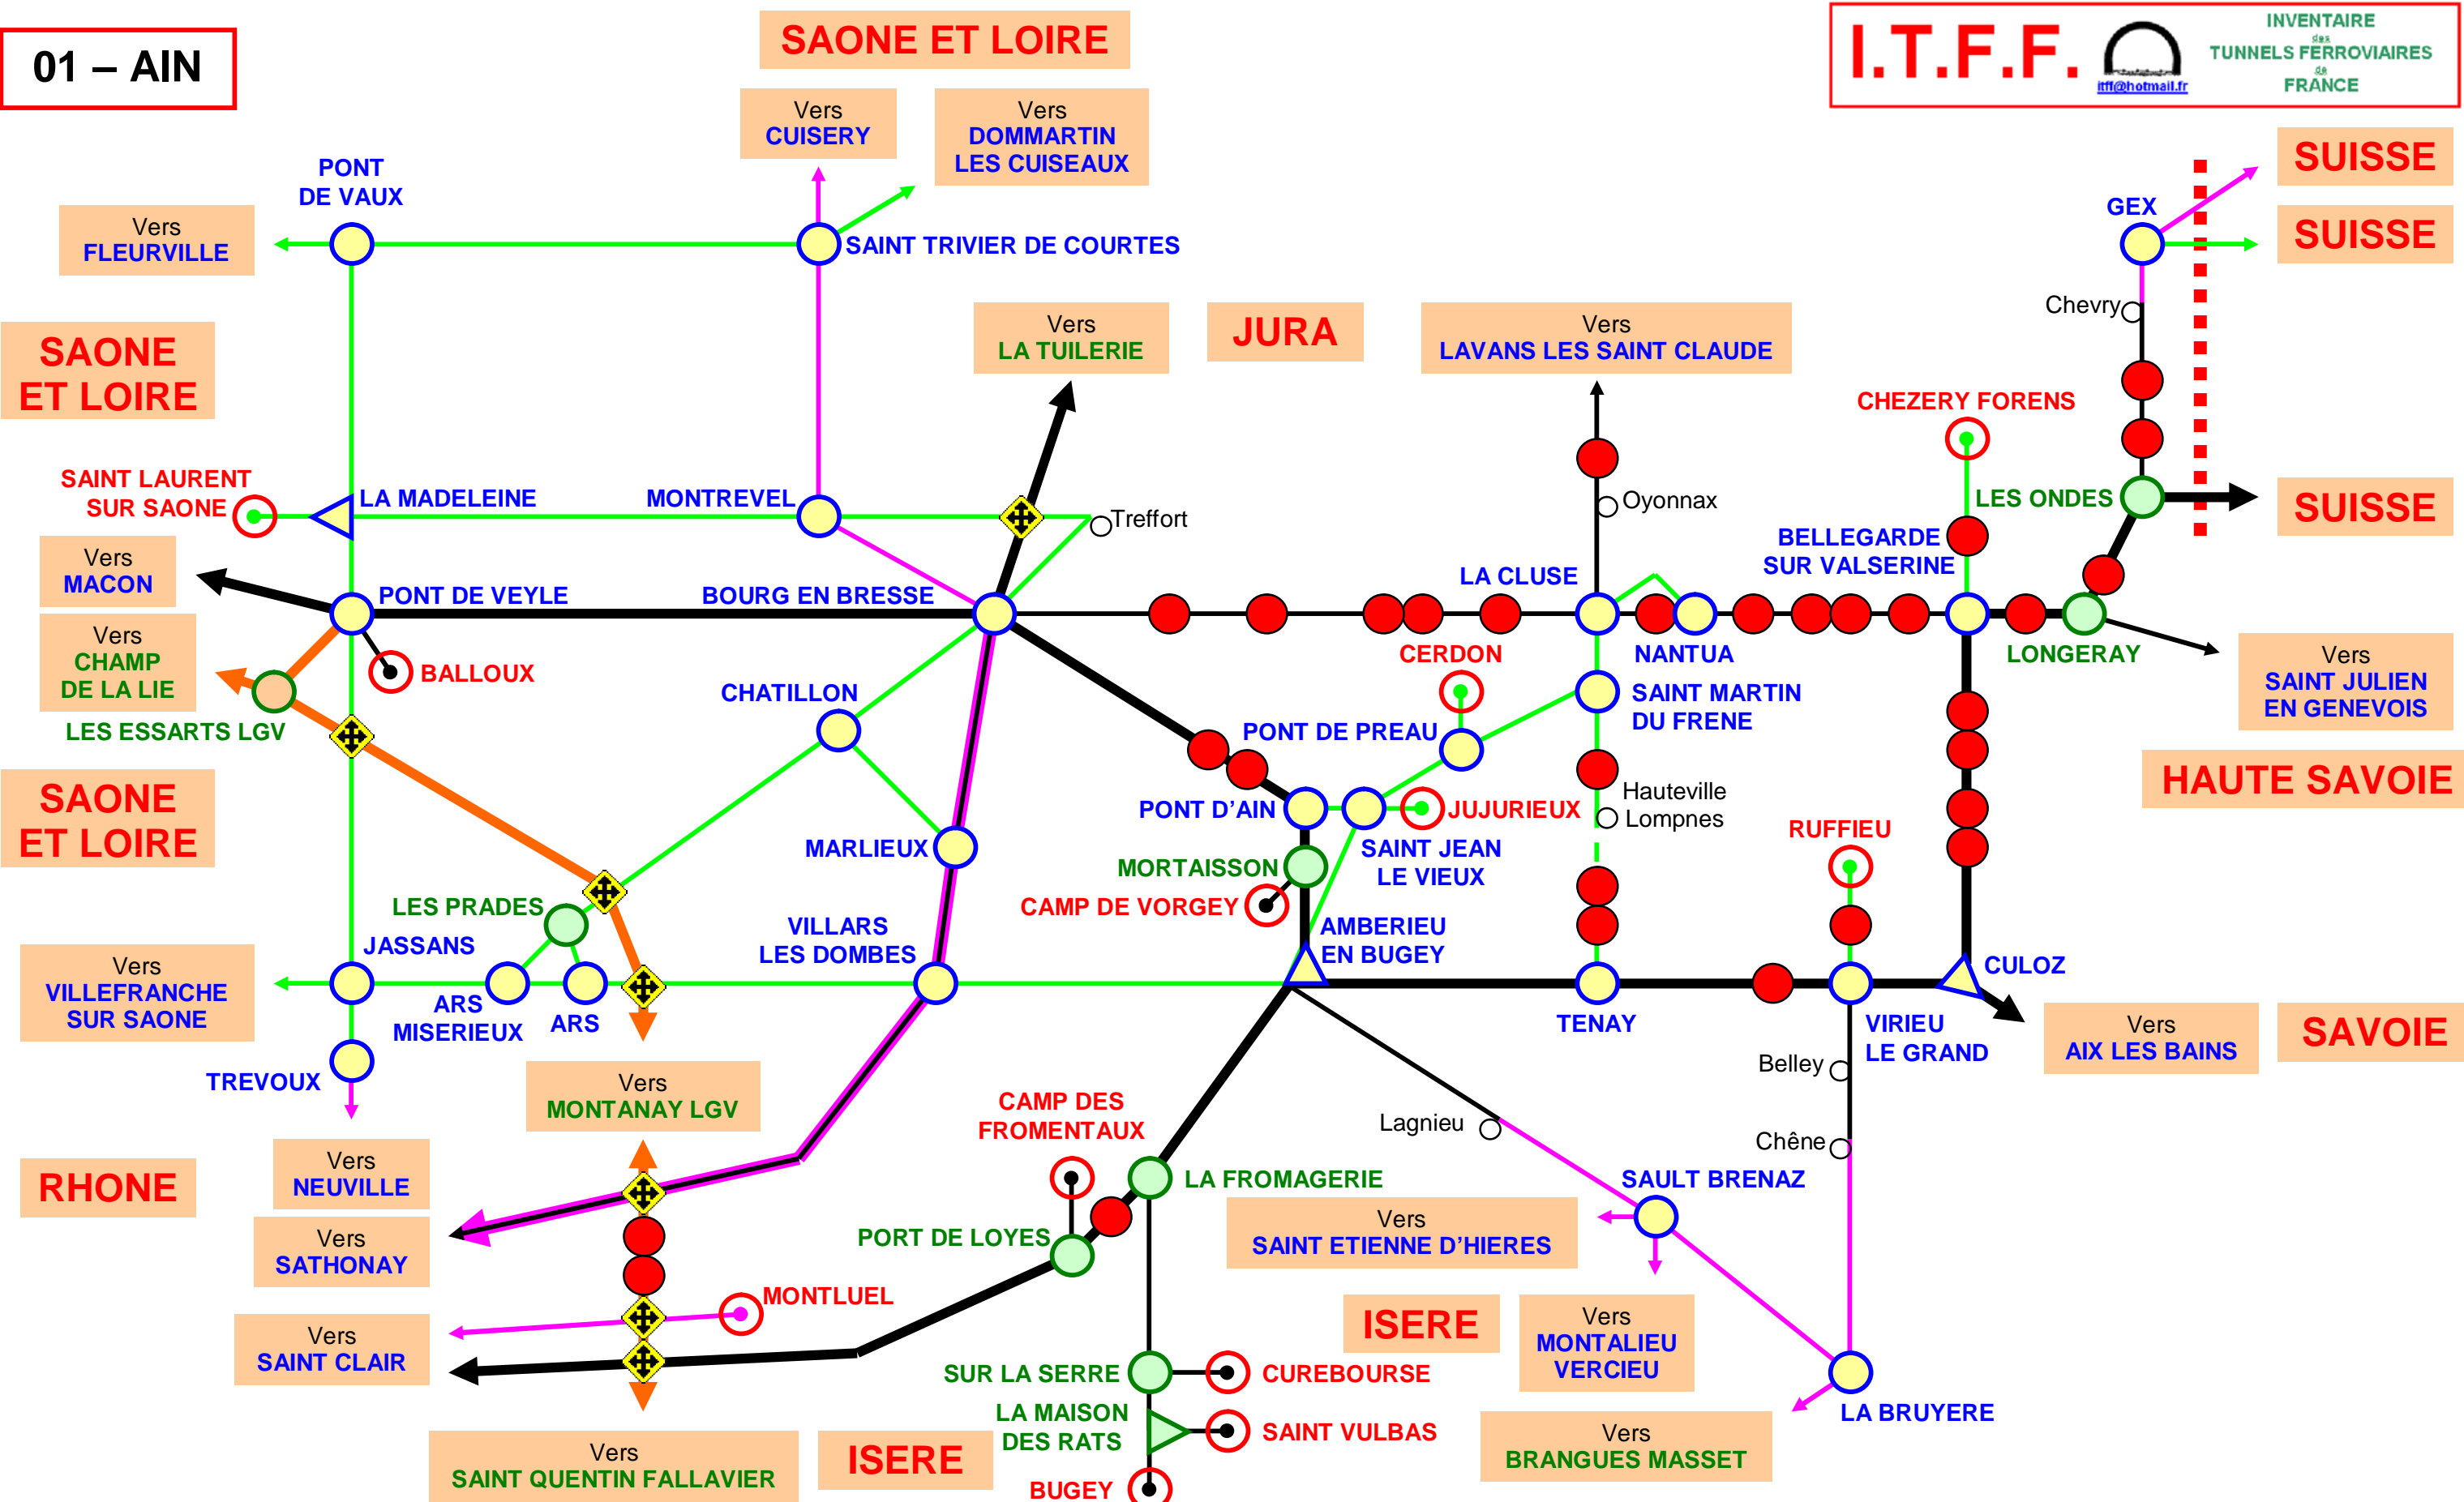 01 – AIN
SAONE ET LOIRE
I.T.F.F.
itff@hotmail.fr
INVENTAIRE
des
TUNNELS FERROVIAIRES
de
FRANCE
Vers
CUISERY
Vers
DOMMARTIN
LES CUISEAUX
SUISSE
PONT
DE VAUX
GEX
Vers
FLEURVILLE
SAINT TRIVIER DE COURTES
SUISSE
Chevry
SAONE
ET LOIRE
Vers
LA TUILERIE
JURA
Vers
LAVANS LES SAINT CLAUDE
CHEZERY FORENS
SAINT LAURENT
SUR SAONE
LA MADELEINE
MONTREVEL
Treffort
Oyonnax
LES ONDES
SUISSE
Vers
MACON
BELLEGARDE
SUR VALSERINE
LA CLUSE
PONT DE VEYLE
BOURG EN BRESSE
Vers
CHAMP
DE LA LIE
BALLOUX
CERDON
NANTUA
LONGERAY
Vers
SAINT JULIEN
EN GENEVOIS
CHATILLON
SAINT MARTIN
DU FRENE
LES ESSARTS LGV
PONT DE PREAU
SAONE
ET LOIRE
HAUTE SAVOIE
Hauteville
Lompnes
PONT D’AIN
JUJURIEUX
RUFFIEU
MARLIEUX
SAINT JEAN
LE VIEUX
MORTAISSON
LES PRADES
CAMP DE VORGEY
JASSANS
VILLARS
LES DOMBES
AMBERIEU
EN BUGEY
CULOZ
Vers
VILLEFRANCHE
SUR SAONE
ARS
MISERIEUX
ARS
TENAY
VIRIEU
LE GRAND
Vers
AIX LES BAINS
SAVOIE
Belley
TREVOUX
Vers
MONTANAY LGV
CAMP DES
FROMENTAUX
Lagnieu
Chêne
RHONE
Vers
NEUVILLE
LA FROMAGERIE
SAULT BRENAZ
Vers
SATHONAY
PORT DE LOYES
Vers
SAINT ETIENNE D’HIERES
MONTLUEL
Vers
SAINT CLAIR
ISERE
Vers
MONTALIEU
VERCIEU
SUR LA SERRE
CUREBOURSE
LA MAISON
DES RATS
SAINT VULBAS
LA BRUYERE
Vers
SAINT QUENTIN FALLAVIER
ISERE
Vers
BRANGUES MASSET
BUGEY